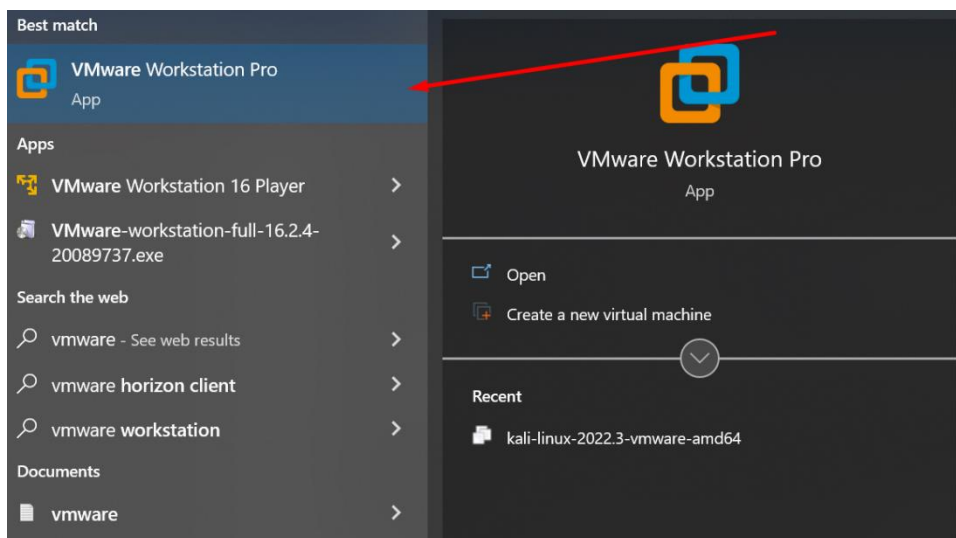 Best match
VMware Workstation Pro
App
Apps
VMware Workstation 16 Player
VMware-workstation-full-16.2.4-
20089737.exe
Search the web
vmware - See web results
vmware horizon client
vmware workstation
Documents
vmware
VMware Workstation Pro
App
Open
Create a new virtual machine
Recent
kali-linux-2022.3-vmware-amd64